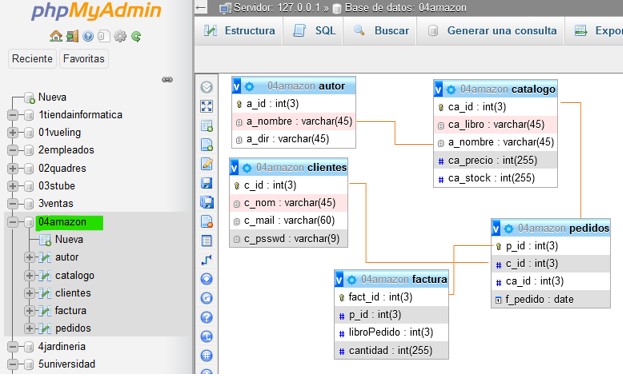 phpMyAdmin
Reciente Favoritas
Nueva
1tiendainformatica
01vueling
2empleados
02quadres
03stube
3ventas
04amazon
Nueva
autor
catalogo
clientes
factura
pedidos
4jardineria
5universidad
Servidor: 127.0.0.1 » Base de datos: 04amazon
Estructura SQL Buscar Generar una consulta Expor
04amazon autor
a_id : int(3)
a_nombre : varchar(45)
a_dir : varchar(45)
04amazon catalogo
ca_id : int(3)
ca_libro : varchar(45)
a_nombre : varchar(45)
ca_precio : int(255)
ca_stock : int(255)
04amazon clientes
c_id : int(3)
c_nom : varchar(45)
c_mail : varchar(60)
c_psswd : varchar(9)
04amazon pedidos
p_id : int(3)
c_id : int(3)
ca_id : int(3)
f_pedido : date
04amazon factura
fact_id : int(3)
p_id : int(3)
libroPedido : int(3)
cantidad : int(255)